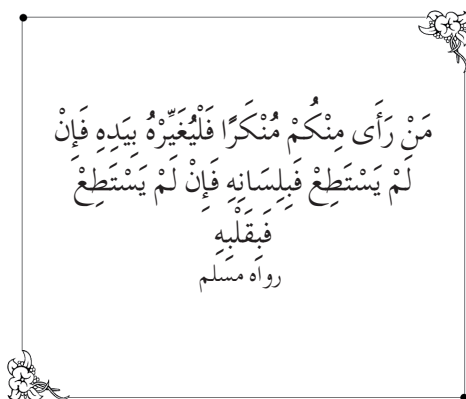 مَنْ رَأَى مِنْكُمْ مُنْكَرًا فَلْيُغَيِّرْهُ بِيَدِهِ فَإِنْ
لَمْ يَسْتَطِعْ فَبِلِسَانِهِ فَإِنْ لَمْ يَسْتَطِعْ
فَبِقَلْبِهِ
رواه مسلم